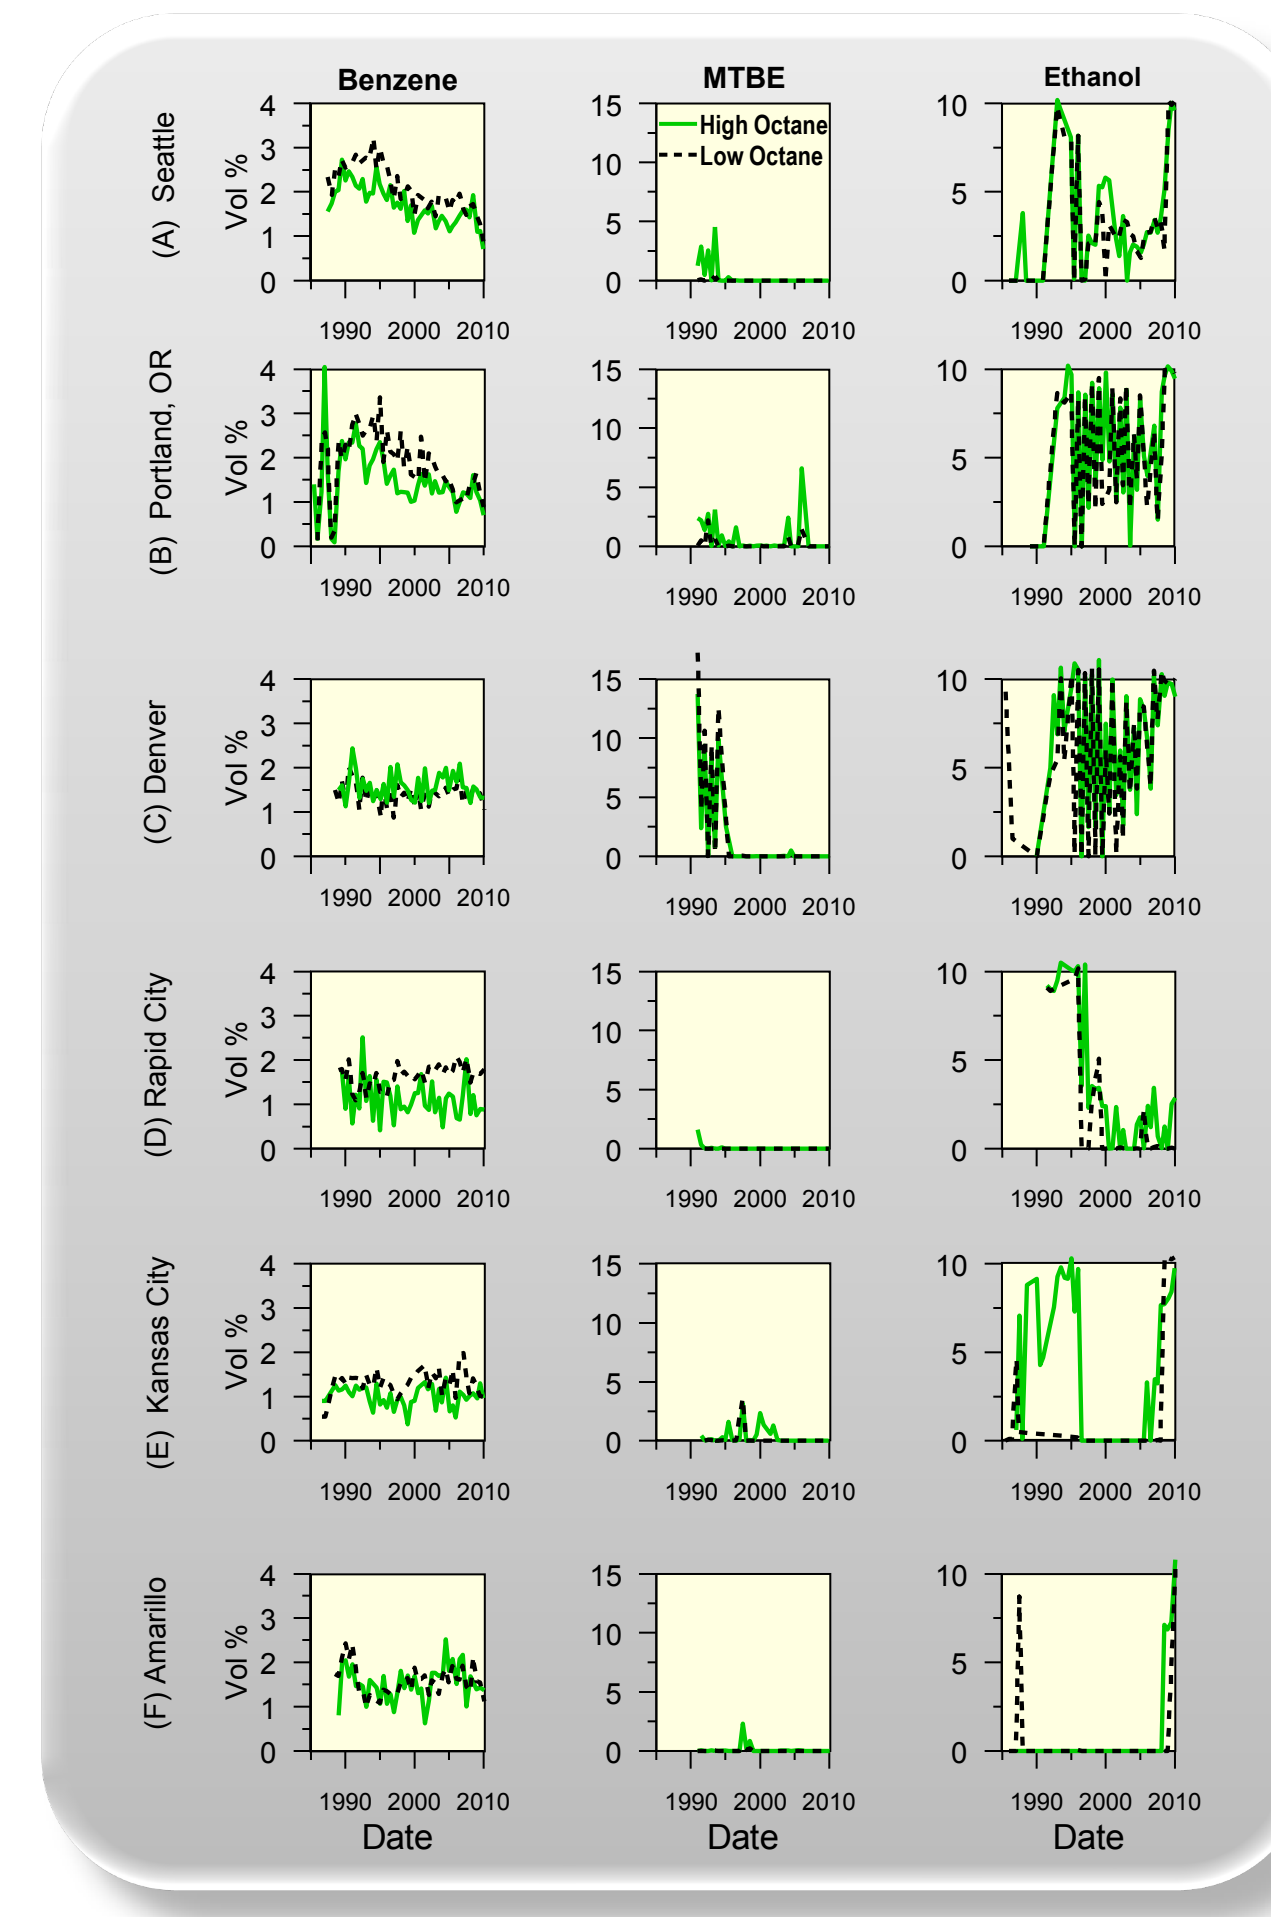 Benzene MTBE Ethanol
(A) Seattle
Vol %
4
3
2
1
0
1990 2000 2010
15
10
5
0
High Octane
Low Octane
1990 2000 2010
10
5
0
1990 2000 2010
(B) Portland, OR
Vol %
4
3
2
1
0
1990 2000 2010
15
10
5
0
1990 2000 2010
10
5
0
1990 2000 2010
(C) Denver
Vol %
4
3
2
1
0
1990 2000 2010
15
10
5
0
1990 2000 2010
10
5
0
1990 2000 2010
(D) Rapid City
Vol %
4
3
2
1
0
1990 2000 2010
15
10
5
0
1990 2000 2010
10
5
0
1990 2000 2010
(E) Kansas City
Vol %
4
3
2
1
0
1990 2000 2010
15
10
5
0
1990 2000 2010
10
5
0
1990 2000 2010
(F) Amarillo
Vol %
4
3
2
1
0
1990 2000 2010
15
10
5
0
1990 2000 2010
10
5
0
1990 2000 2010
Date Date Date